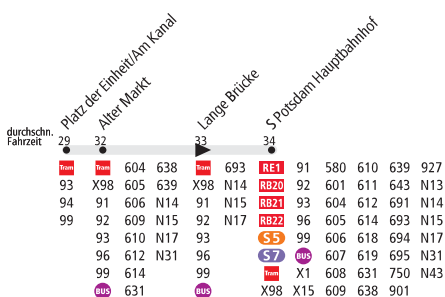 Platz der Einheit/Am Kanal
Alter Markt
Lange Brücke
S Potsdam Hauptbahnhof
durchschn.
Fahrzeit
29 32 33 34
Tram Tram 604 638 Tram 693 RE1 91 580 610 639 927
93 X98 605 639 X98 N14 RB20 92 601 611 643 N13
94 91 606 N14 91 N15 RB21 93 604 612 691 N14
99 92 609 N15 92 N17 RB22 96 605 614 693 N15
93 610 N17 93 S5 99 606 618 694 N17
96 612 N31 96 S7 BUS 607 619 695 N31
99 614 99 Tram X1 608 631 750 N43
BUS 631 BUS X98 X15 609 638 901